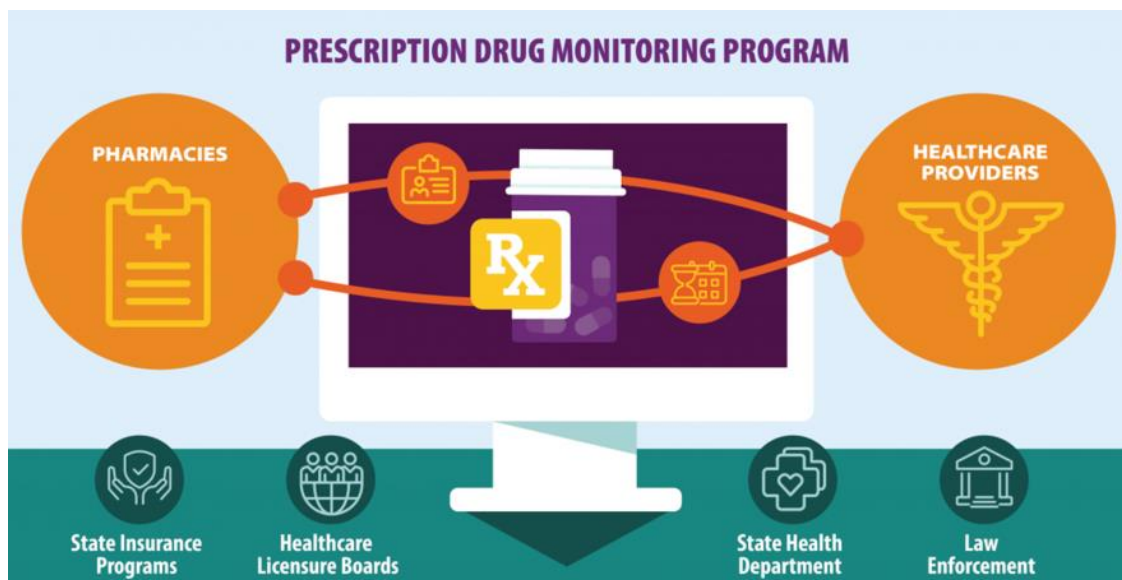 PRESCRIPTION DRUG MONITORING PROGRAM
PHARMACIES
HEALTHCARE
PROVIDERS
Rx
State Insurance
Programs
Healthcare
Licensure Boards
State Health
Department
Law
Enforcement